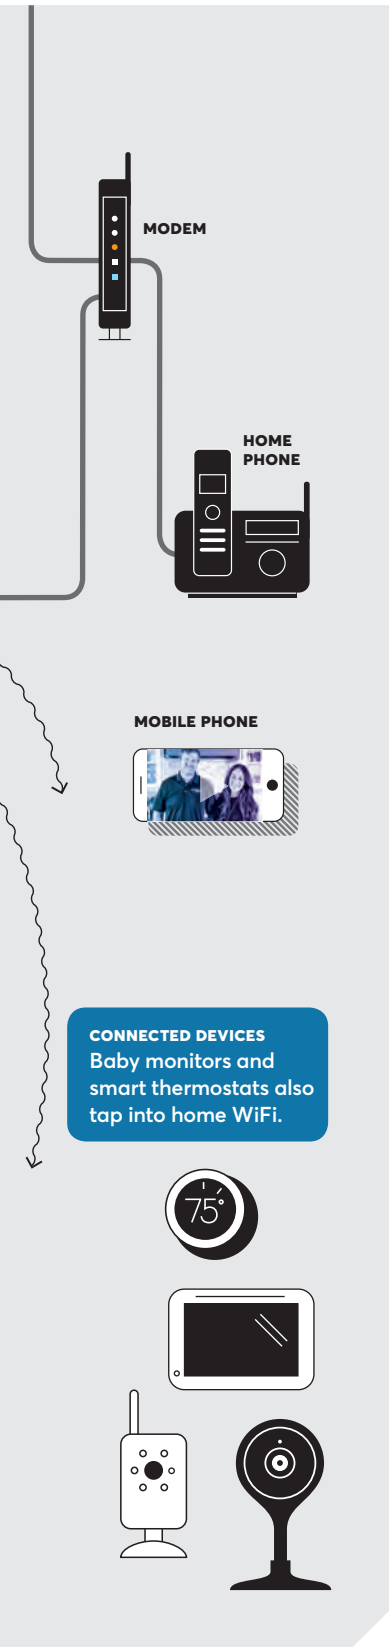 MODEM
HOME
PHONE
MOBILE PHONE
CONNECTED DEVICES
Baby monitors and
smart thermostats also
tap into home WiFi.
75°